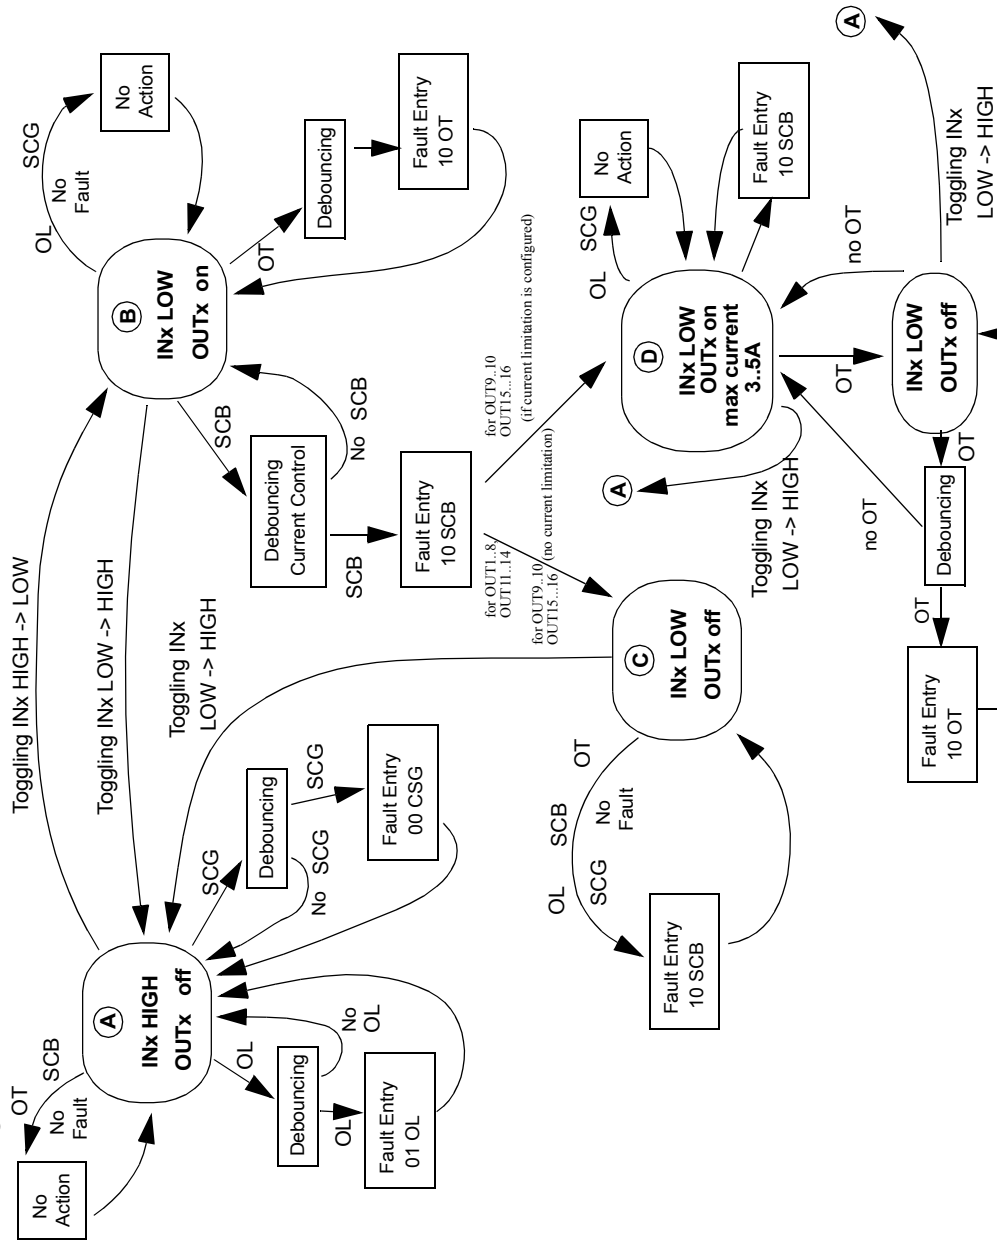 No
Action
OT
SCB
No
Fault
A
INx HIGH
OUTx off
OL
Debouncing
No
OL
OL
Fault Entry
01 OL
SCG
Debouncing
No SCG
SCG
Fault Entry
00 CSG
Toggling INx HIGH -> LOW
Toggling INx LOW -> HIGH
Toggling INx
LOW -> HIGH
B
INx LOW
OUTx on
OL
SCG
No
Fault
No
Action
OT
Debouncing
Fault Entry
10 OT
SCB
Debouncing
Current Control
No SCB
SCB
Fault Entry
10 SCB
for OUT1..8,
OUT11..14
for OUT9..10
OUT15...16 (no current limitation)
for OUT9..10
OUT15...16
(if current limitation is configured)
C
INx LOW
OUTx off
OL
SCB
OT
SCG
No
Fault
Fault Entry
10 SCB
D
INx LOW
OUTx on
max current
3..5A
OL
SCG
No
Action
Fault Entry
10 SCB
A
Toggling INx
LOW -> HIGH
OT
no OT
INx LOW
OUTx off
Toggling INx
LOW -> HIGH
A
OT
Debouncing
no OT
OT
Fault Entry
10 OT